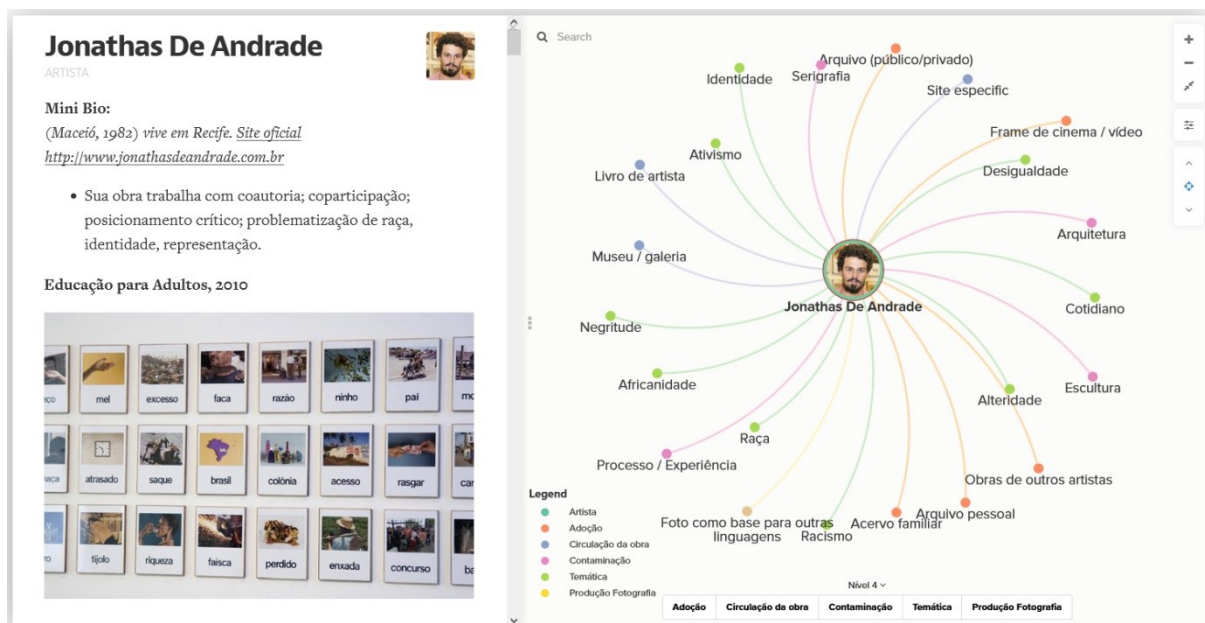 Jonathas De Andrade
ARTISTA
Mini Bio:
(Maceió, 1982) vive em Recife. Site oficial
http://www.jonathasdeandrade.com.br
• Sua obra trabalha com coautoria; coparticipação;
posicionamento crítico; problematização de raça,
identidade, representação.
Educação para Adultos, 2010
mel excesso faca razão ninho pai
atrasado saque brasil colônia acesso rasgar
tijolo riqueza faísca perdido enxada concurso
Search
Arquivo (público/privado)
Identidade
Serigrafia
Site específic
Frame de cinema / vídeo
Ativismo
Desigualdade
Livro de artista
Arquitetura
Museu / galeria
Jonathas De Andrade
Cotidiano
Negritude
Africanidade
Escultura
Alteridade
Raça
Processo / Experiência
Obras de outros artistas
Foto como base para outras
linguagens
Racismo
Acervo familiar
Arquivo pessoal
Legend
Artista
Adoção
Circulação da obra
Contaminação
Temática
Produção Fotografia
Nível 4
Adoção Circulação da obra Contaminação Temática Produção Fotografia